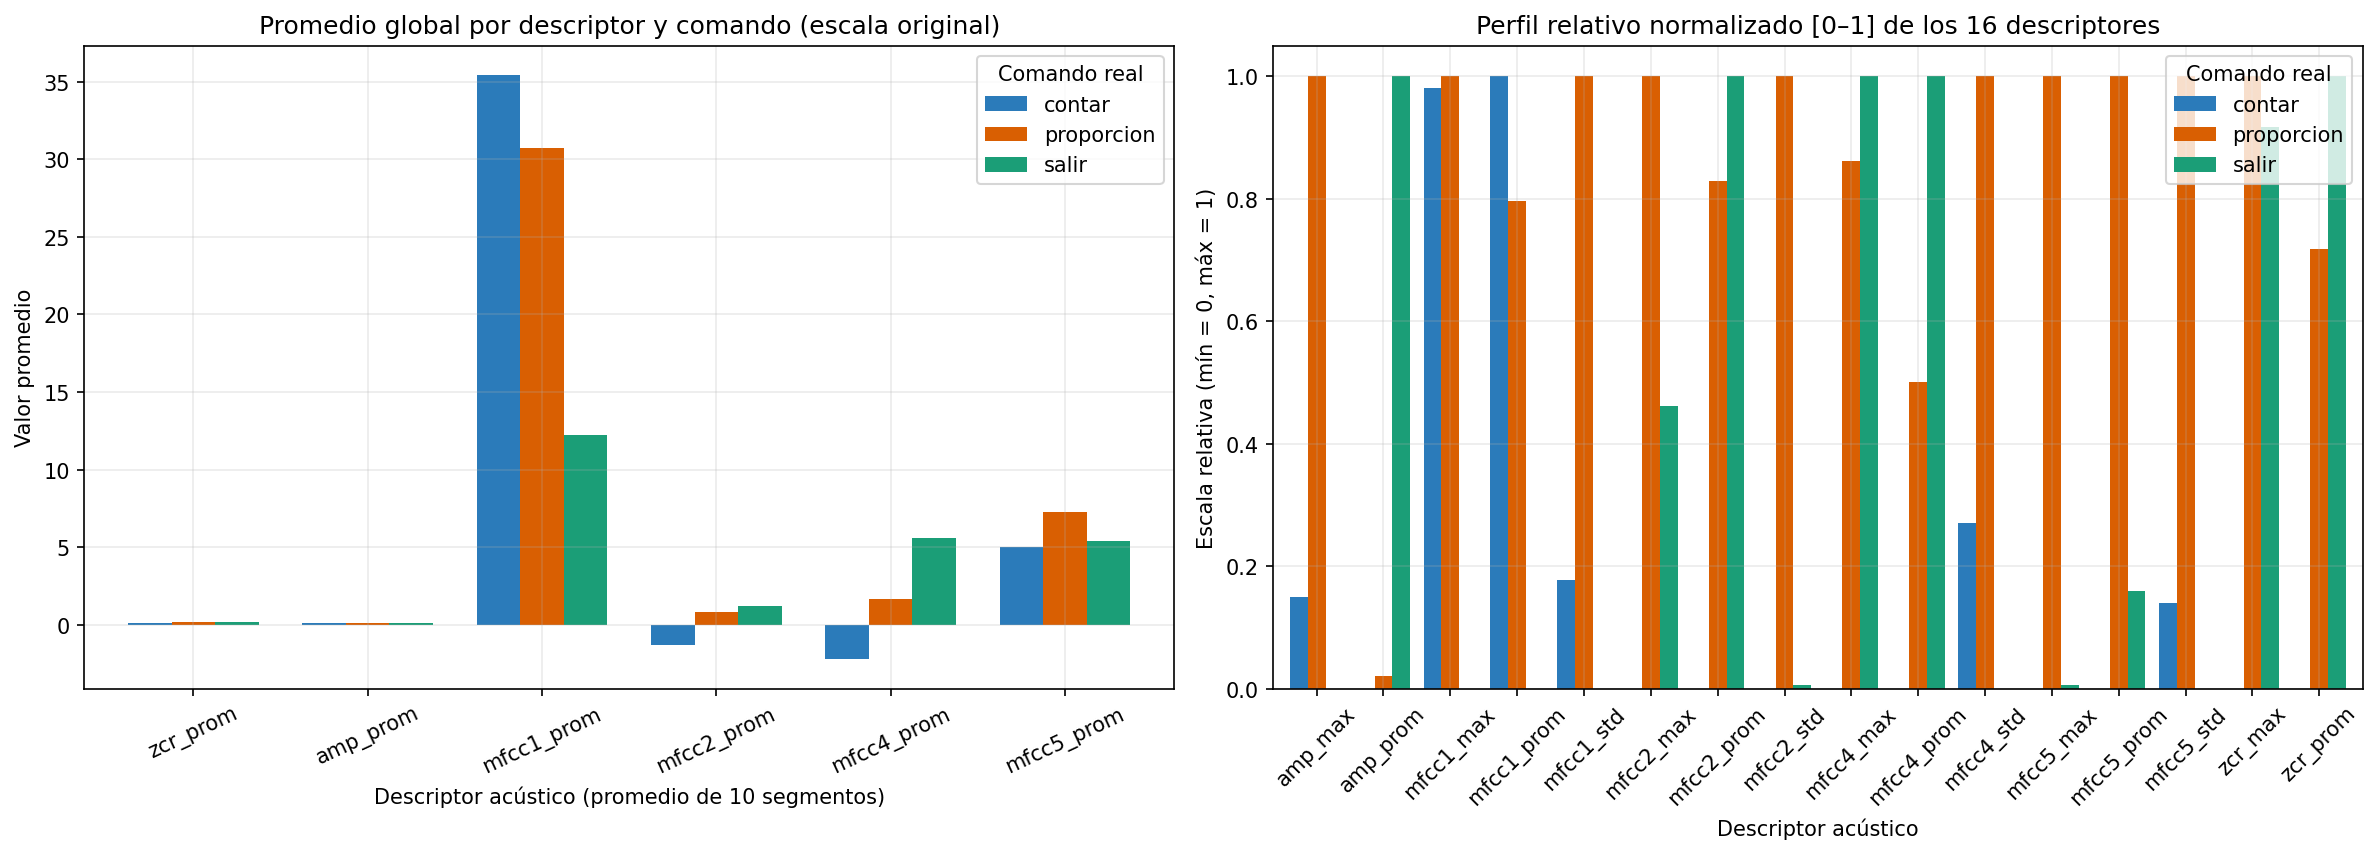 Promedio global por descriptor y comando (escala original)
Valor promedio
35
30
25
20
15
10
5
0
Comando real
contar
proporcion
salir
zcr_prom
amp_prom
mfcc1_prom
mfcc2_prom
mfcc4_prom
mfcc5_prom
Descriptor acústico (promedio de 10 segmentos)
Perfil relativo normalizado [0–1] de los 16 descriptores
Escala relativa (mín = 0, máx = 1)
1.0
0.8
0.6
0.4
0.2
0.0
Comando real
contar
proporcion
salir
amp_max
amp_prom
mfcc1_max
mfcc1_prom
mfcc1_std
mfcc2_max
mfcc2_prom
mfcc2_std
mfcc4_max
mfcc4_prom
mfcc4_std
mfcc5_max
mfcc5_prom
mfcc5_std
zcr_max
zcr_prom
Descriptor acústico